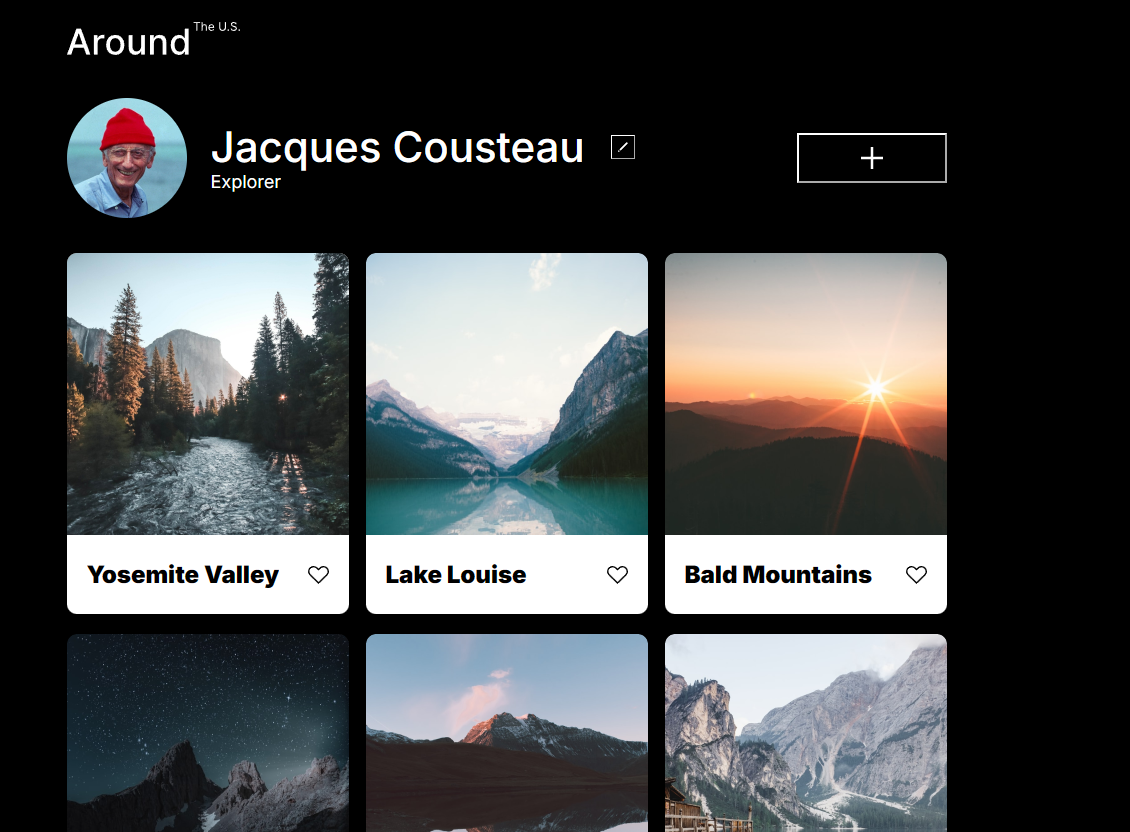 Around The U.S.
Jacques Cousteau
Explorer
Yosemite Valley
Lake Louise
Bald Mountains